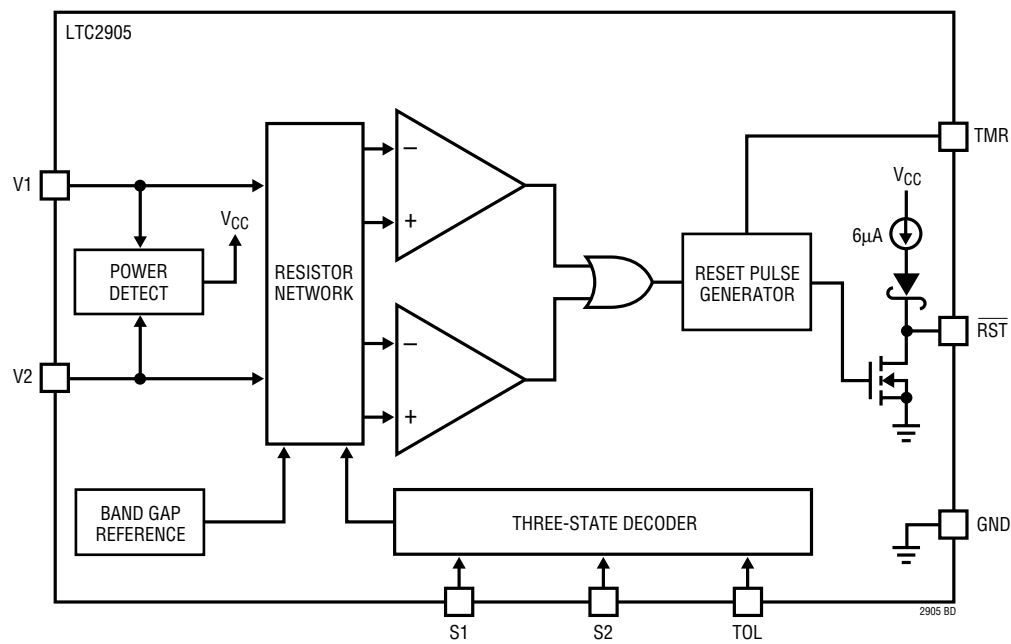 LTC2905
TMR
V1
VCC
VCC
6µA
–
+
POWER
DETECT
RESISTOR
NETWORK
RESET PULSE
GENERATOR
RST
V2
–
+
BAND GAP
REFERENCE
THREE-STATE DECODER
GND
S1
S2
TOL
2905 BD